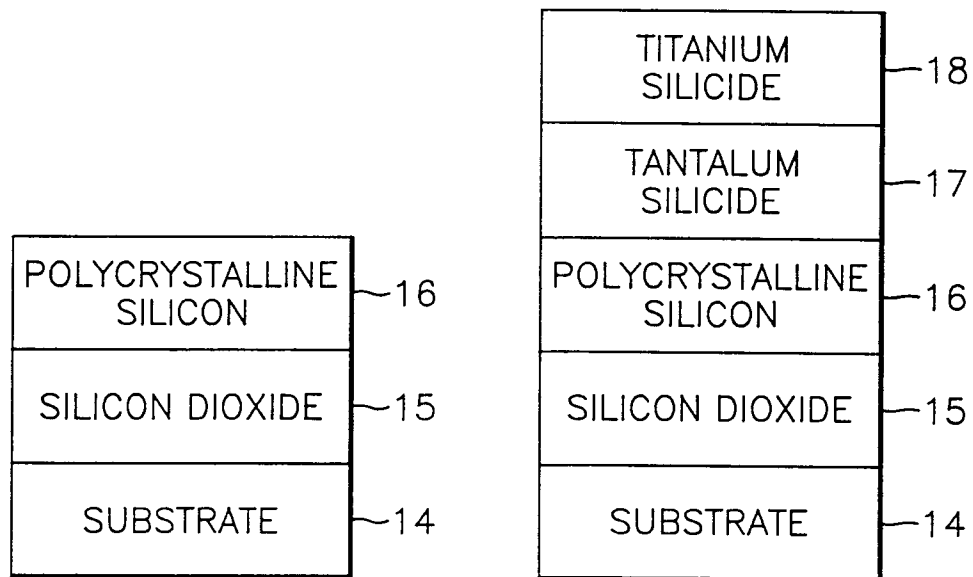 POLYCRYSTALLINE
SILICON
16
SILICON DIOXIDE
15
SUBSTRATE
14
TITANIUM
SILICIDE
18
TANTALUM
SILICIDE
17
POLYCRYSTALLINE
SILICON
16
SILICON DIOXIDE
15
SUBSTRATE
14